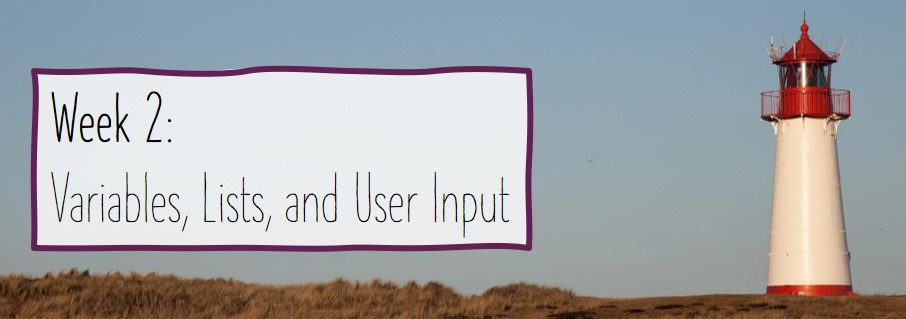 Week 2:
Variables, Lists, and User Input